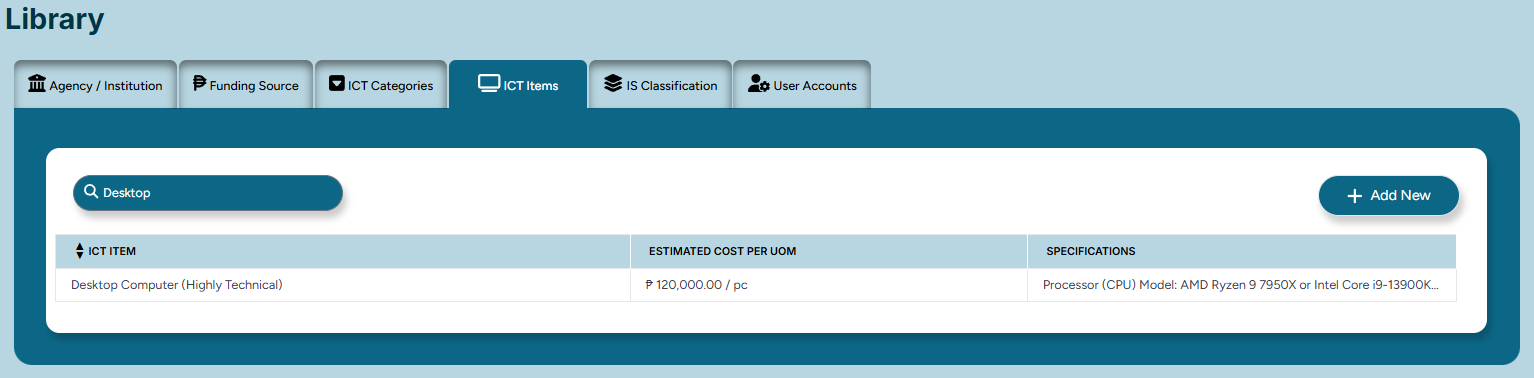 Library
Agency / Institution
Funding Source
ICT Categories
ICT Items
IS Classification
User Accounts
Desktop
Add New
ICT ITEM
ESTIMATED COST PER UOM
SPECIFICATIONS
Desktop Computer (Highly Technical)
₱ 120,000.00 / pc
Processor (CPU) Model: AMD Ryzen 9 7950X or Intel Core i9-13900K...